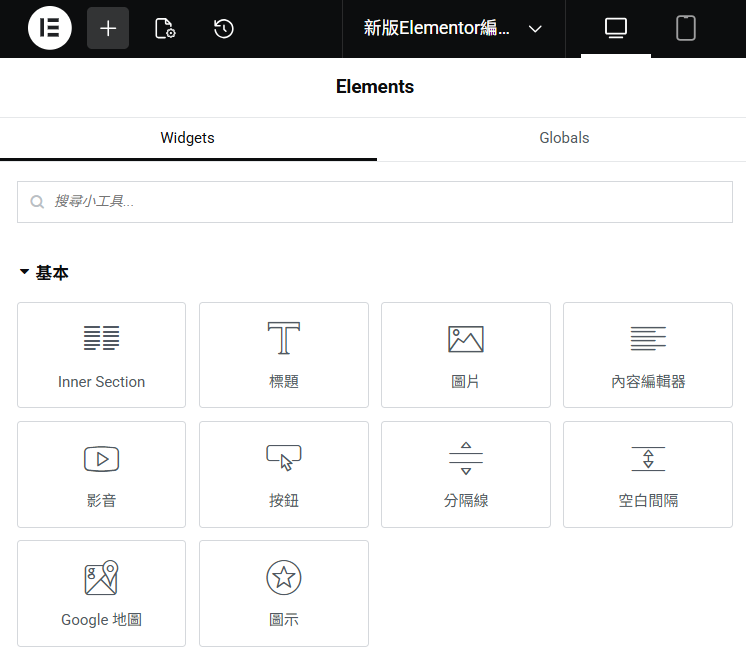 新版Elementor編...
Elements
Widgets
Globals
搜尋小工具...
基本
Inner Section
標題
圖片
內容編輯器
影音
按鈕
分隔線
空白間隔
Google 地圖
圖示